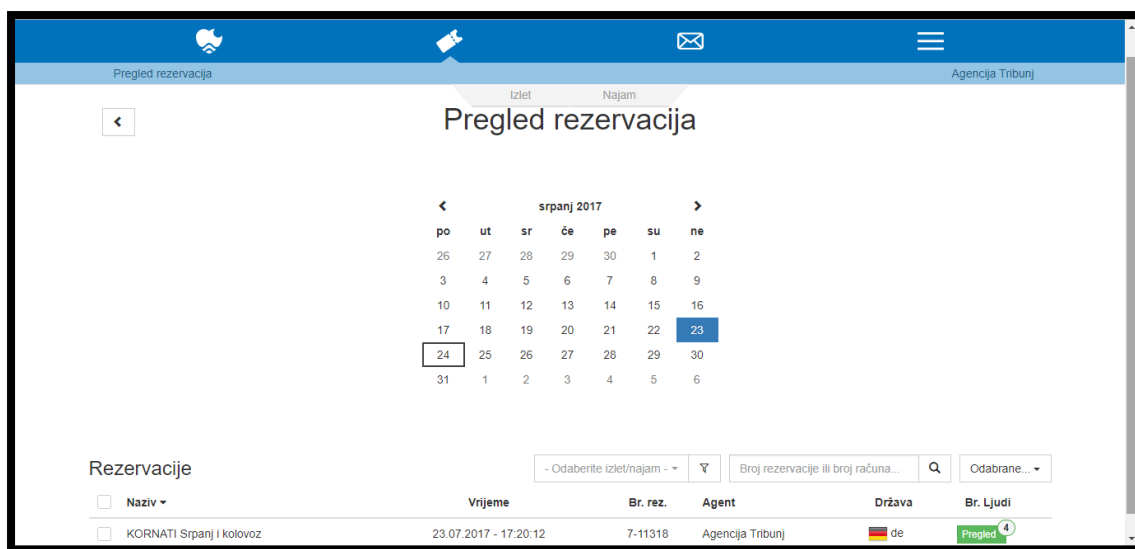 Pregled rezervacija Agencija Tribunj
Izlet Najam
Pregled rezervacija
srpanj 2017
po ut sr če pe su ne
26 27 28 29 30 1 2
3 4 5 6 7 8 9
10 11 12 13 14 15 16
17 18 19 20 21 22 23
24 25 26 27 28 29 30
31 1 2 3 4 5 6
Rezervacije - Odaberite izlet/najam - Broj rezervacije ili broj računa... Odabrane...
Naziv Vrijeme Br. rez. Agent Država Br. Ljudi
KORNATI Srpanj i kolovoz 23.07.2017 - 17:20:12 7-11318 Agencija Tribunj de Pregled 4